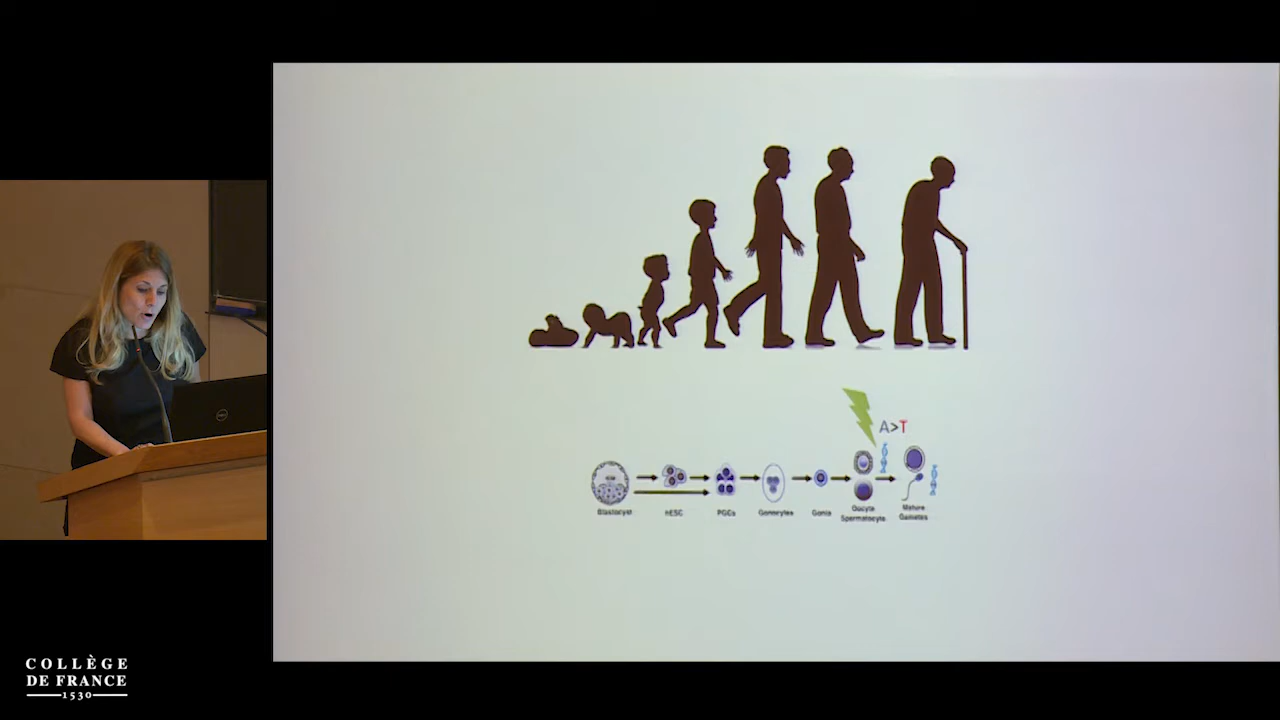 A>T
Blastocyst
hESC
PGCs
Gonocytes
Gonia
Oocyte
Spermatocyte
Mature
Gametes
COLLÈGE
DE FRANCE
1530